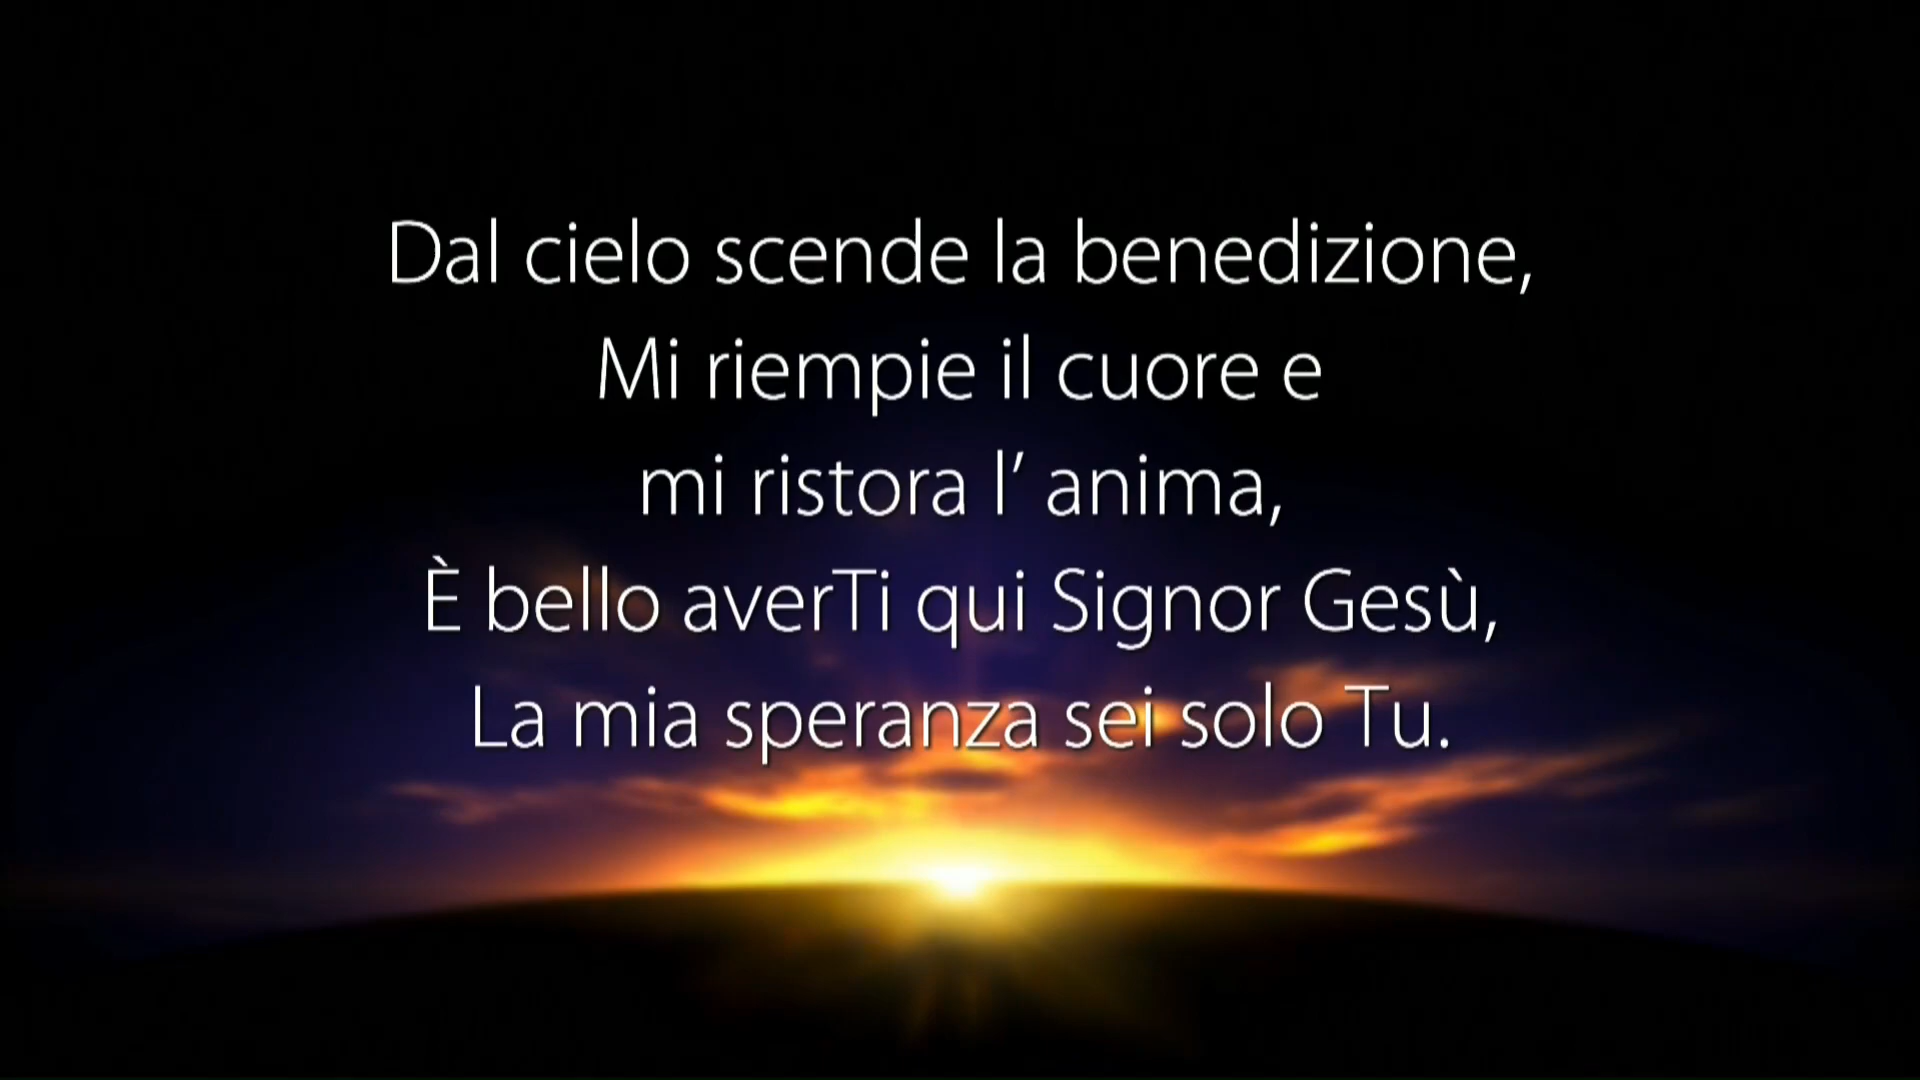 Dal cielo scende la benedizione,
Mi riempie il cuore e
mi ristora l’ anima,
È bello averTi qui Signor Gesù,
La mia speranza sei solo Tu.